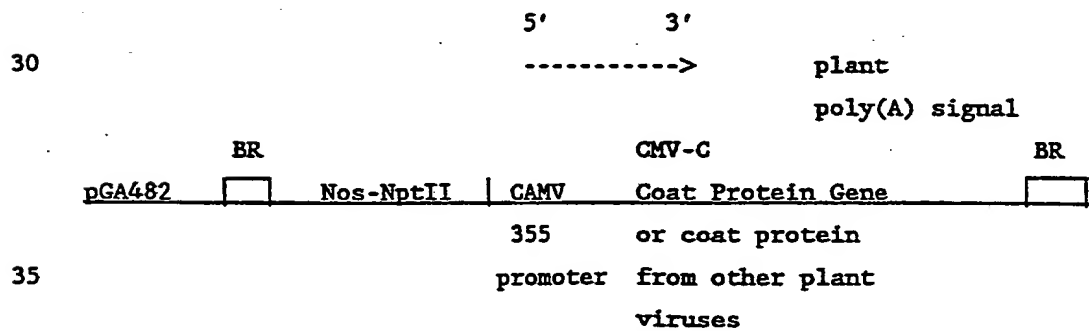 5' 3'
30 -----------> plant
poly(A) signal
BR CMV-C BR
pGA482 Nos-NptII CAMV Coat Protein Gene
355 or coat protein
35 promoter from other plant
viruses